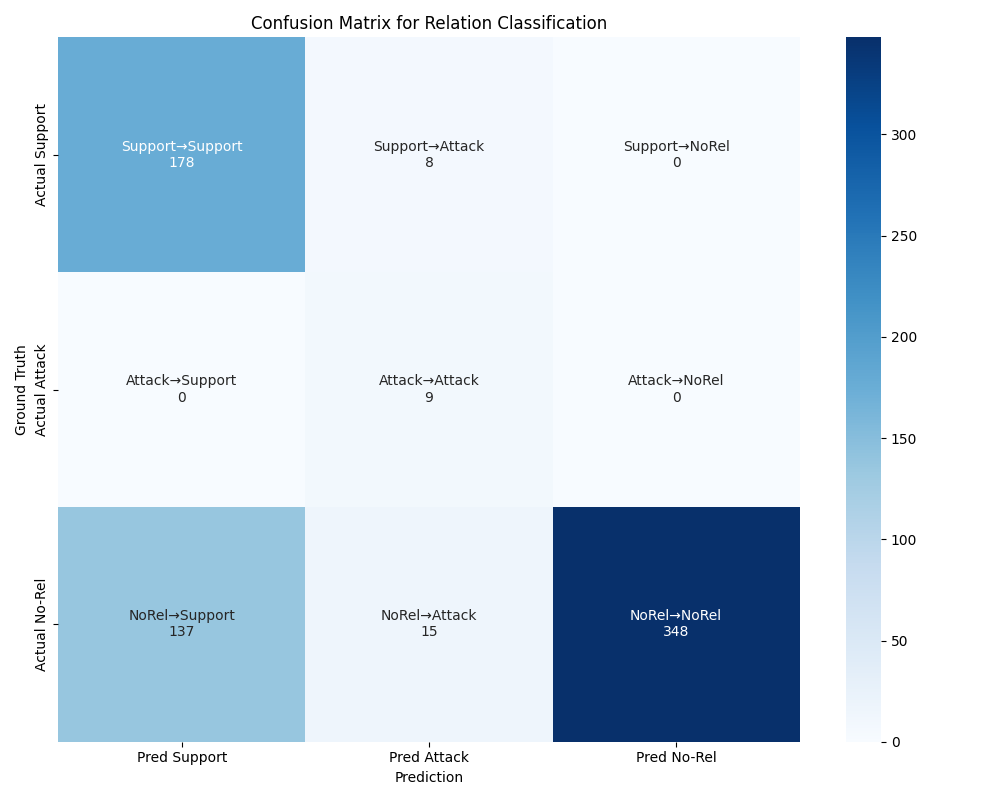 Confusion Matrix for Relation Classification
Ground Truth
Actual Support
Support→Support
178
Support→Attack
8
Support→NoRel
0
Actual Attack
Attack→Support
0
Attack→Attack
9
Attack→NoRel
0
Actual No-Rel
NoRel→Support
137
NoRel→Attack
15
NoRel→NoRel
348
Pred Support
Pred Attack
Pred No-Rel
Prediction
300
250
200
150
100
50
0